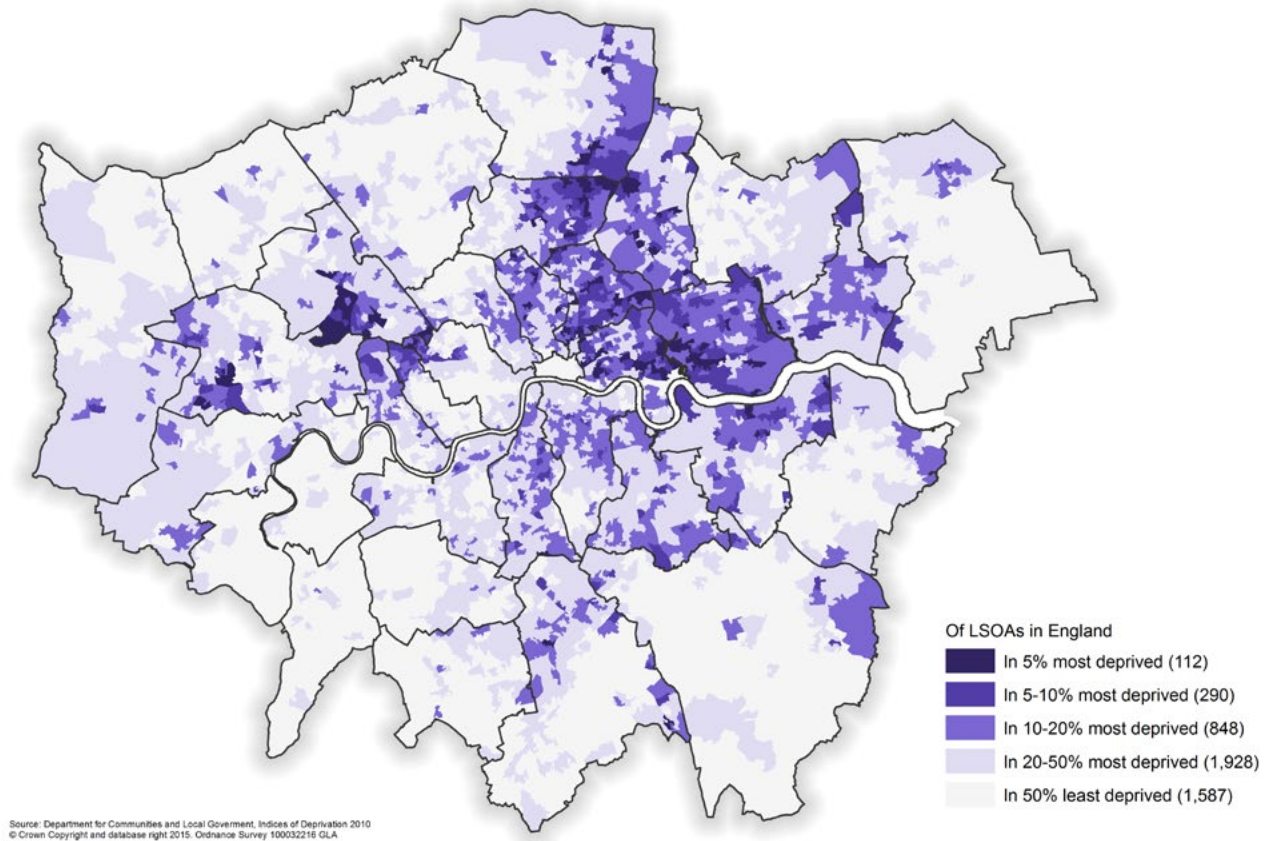 Of LSOAs in England
In 5% most deprived (112)
In 5-10% most deprived (290)
In 10-20% most deprived (848)
In 20-50% most deprived (1,928)
In 50% least deprived (1,587)
Source: Department for Communities and Local Goverment, Indices of Deprivation 2010
© Crown Copyright and database right 2015. Ordnance Survey 100032216 GLA